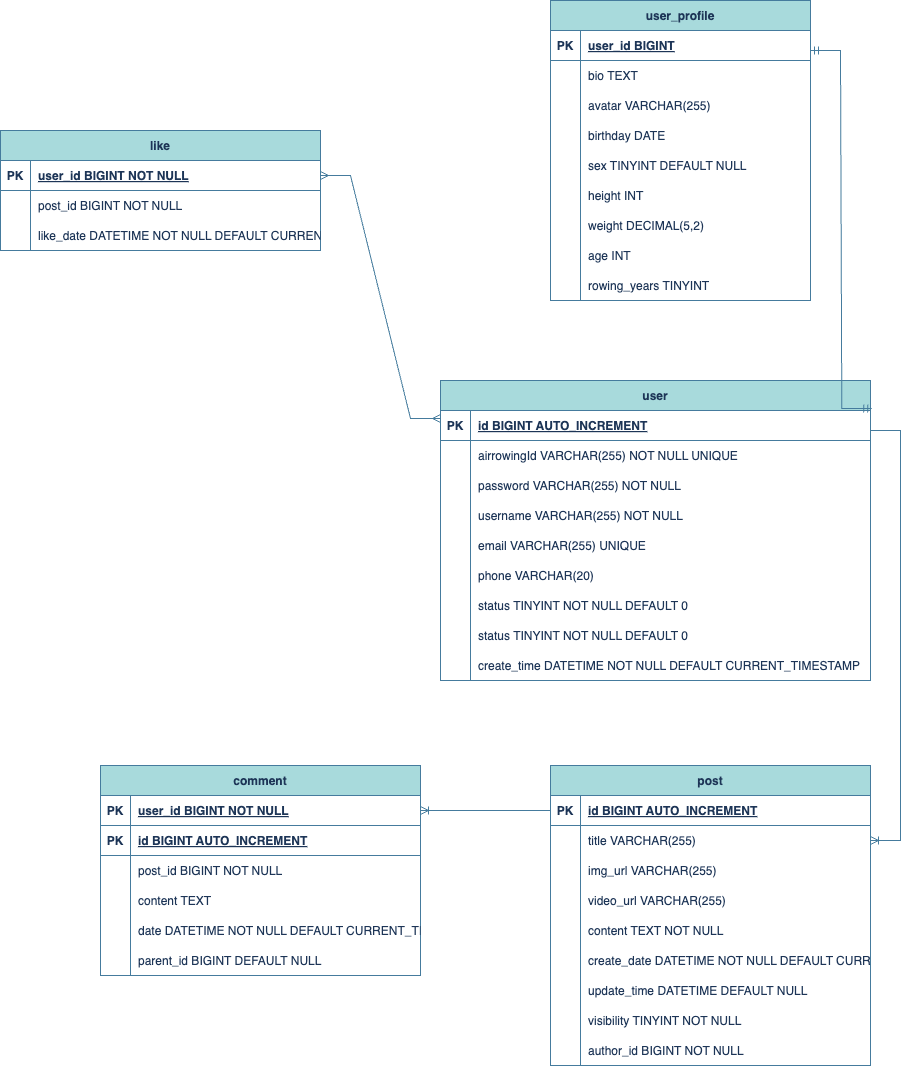 user_profile
PK user_id BIGINT
bio TEXT
avatar VARCHAR(255)
birthday DATE
sex TINYINT DEFAULT NULL
height INT
weight DECIMAL(5,2)
age INT
rowing_years TINYINT
like
PK user_id BIGINT NOT NULL
post_id BIGINT NOT NULL
like_date DATETIME NOT NULL DEFAULT CURREN
user
PK id BIGINT AUTO_INCREMENT
airrowingId VARCHAR(255) NOT NULL UNIQUE
password VARCHAR(255) NOT NULL
username VARCHAR(255) NOT NULL
email VARCHAR(255) UNIQUE
phone VARCHAR(20)
status TINYINT NOT NULL DEFAULT 0
status TINYINT NOT NULL DEFAULT 0
create_time DATETIME NOT NULL DEFAULT CURRENT_TIMESTAMP
comment
PK user_id BIGINT NOT NULL
PK id BIGINT AUTO_INCREMENT
post_id BIGINT NOT NULL
content TEXT
date DATETIME NOT NULL DEFAULT CURRENT_T
parent_id BIGINT DEFAULT NULL
post
PK id BIGINT AUTO_INCREMENT
title VARCHAR(255)
img_url VARCHAR(255)
video_url VARCHAR(255)
content TEXT NOT NULL
create_date DATETIME NOT NULL DEFAULT CURR
update_time DATETIME DEFAULT NULL
visibility TINYINT NOT NULL
author_id BIGINT NOT NULL